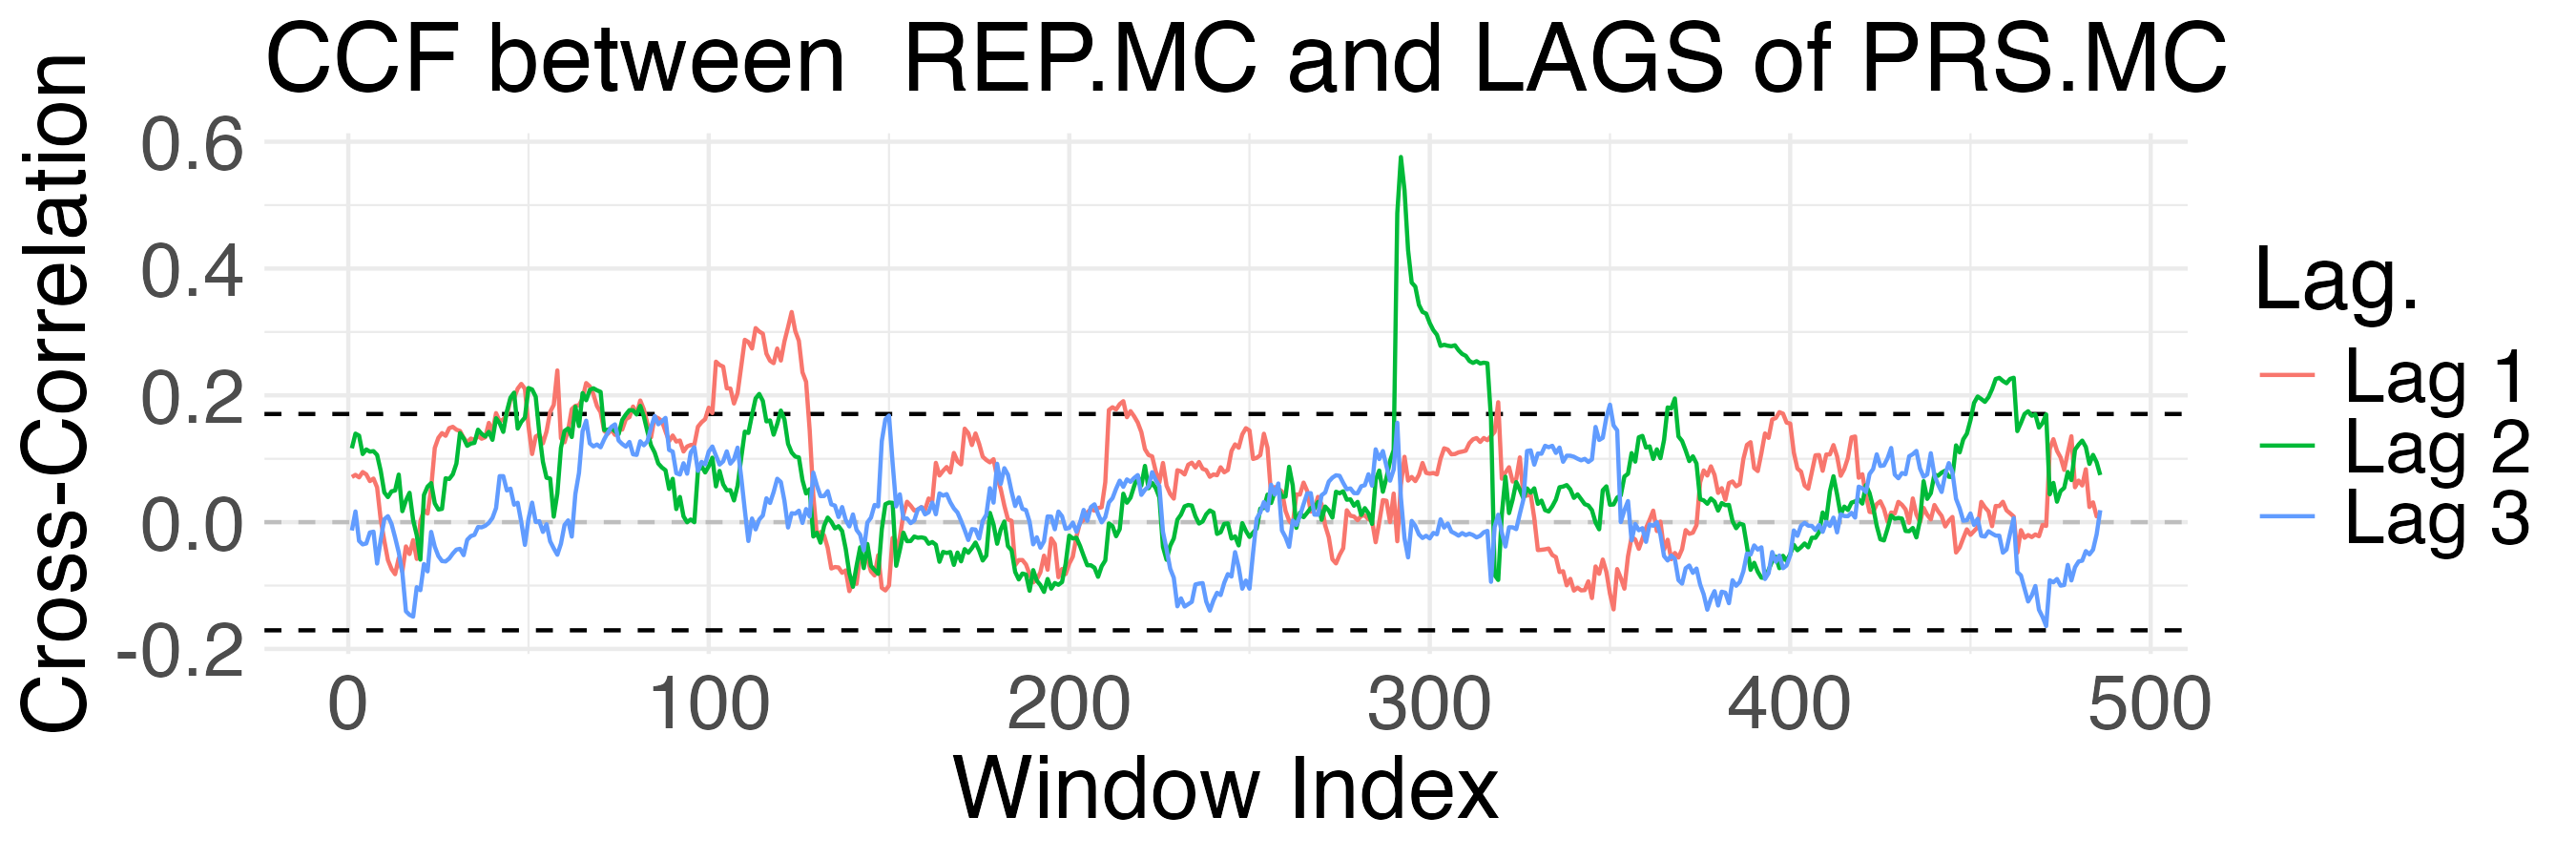 CCF between  REP.MC and LAGS of PRS.MC
Cross-Correlation
0.6
0.4
0.2
0.0
-0.2
0 100 200 300 400 500
Window Index
Lag.
Lag 1
Lag 2
Lag 3